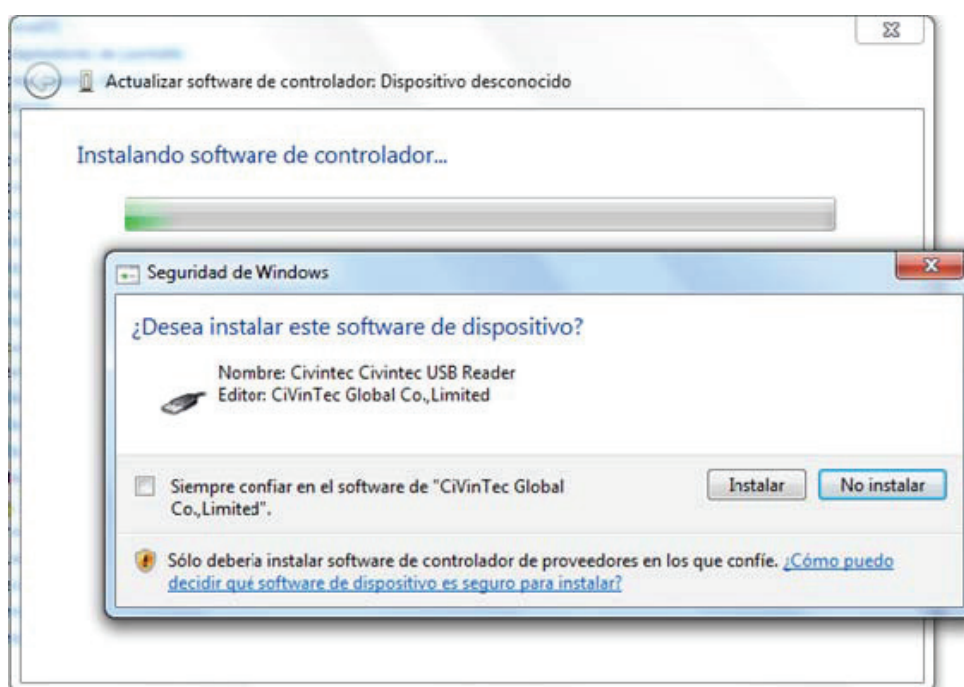 Actualizar software de controlador: Dispositivo desconocido
Instalando software de controlador...
Seguridad de Windows
¿Desea instalar este software de dispositivo?
Nombre: Civintec Civintec USB Reader
Editor: CiVinTec Global Co.,Limited
Siempre confiar en el software de "CiVinTec Global
Co.,Limited".
Instalar
No instalar
Sólo debería instalar software de controlador de proveedores en los que confíe. ¿Cómo puedo
decidir qué software de dispositivo es seguro para instalar?